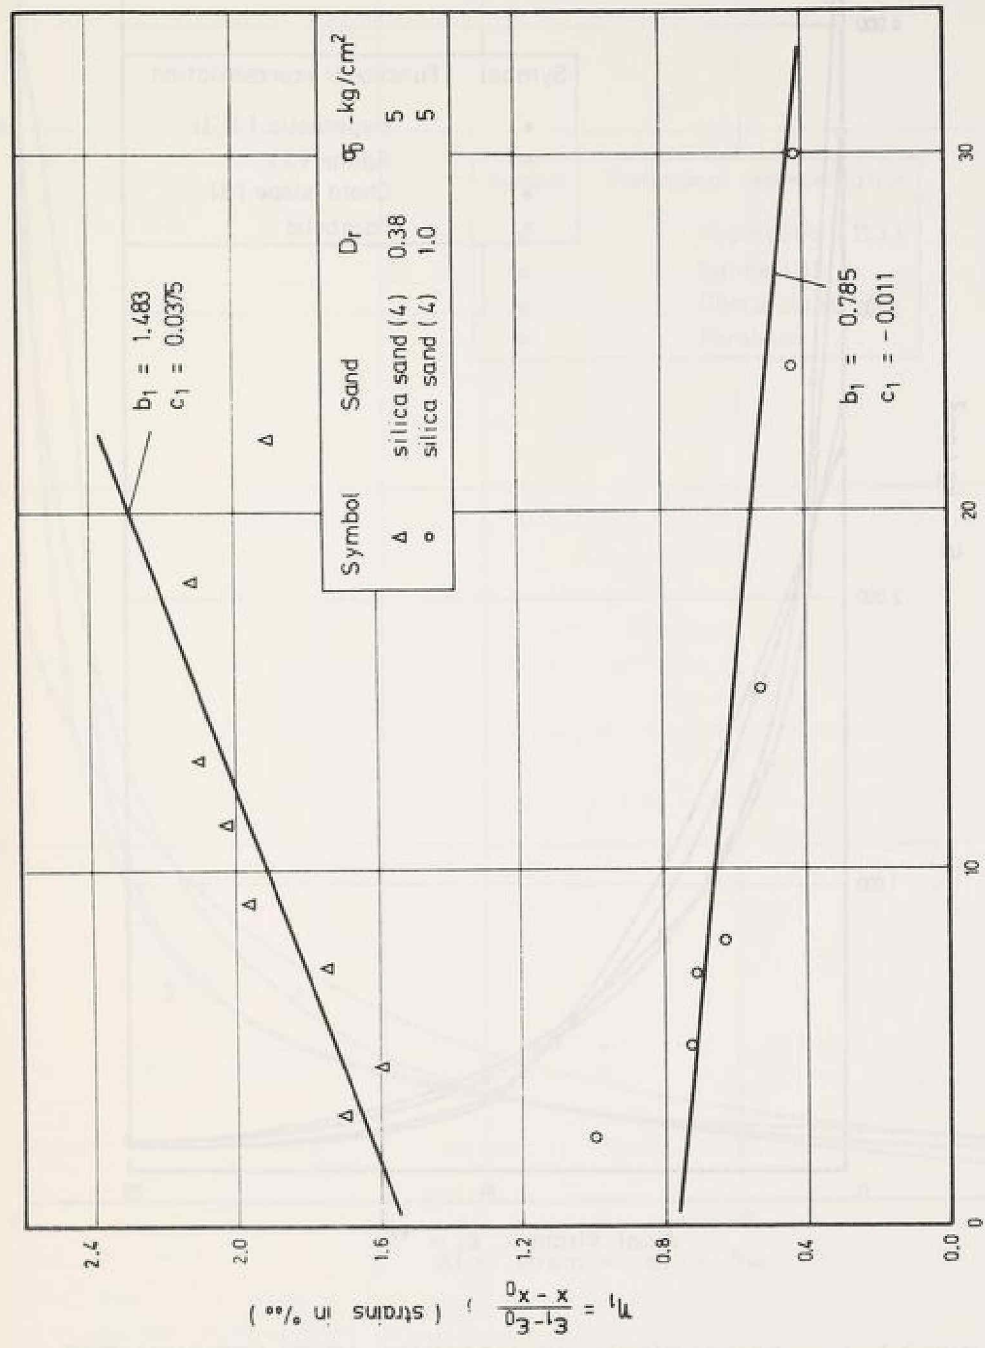 b₁ = 1.483
c₁ = 0.0375
Symbol Sand Dr σ₀ -kg/cm²
△ silica sand (4) 0.38 5
○ silica sand (4) 1.0 5
b₁ = 0.785
c₁ = -0.011
2.4
2.0
1.6
1.2
0.8
0.4
0.0
0
10
20
30
η₁ = (ε₁-ε₀)/(x - x₀) ; (strains in °/oo)